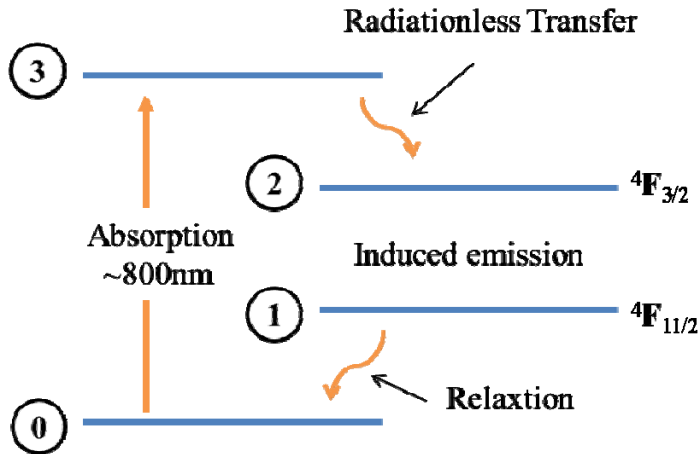 Radiationless Transfer
3
2
⁴F₃/₂
Absorption
~800nm
Induced emission
1
⁴F₁₁/₂
Relaxtion
0